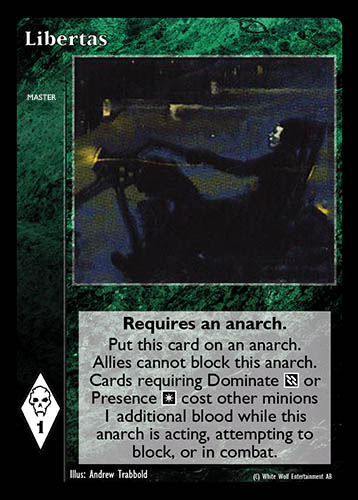 Libertas
MASTER
Requires an anarch.
Put this card on an anarch.
Allies cannot block this anarch.
Cards requiring Dominate or
Presence cost other minions
1 additional blood while this
anarch is acting, attempting to
block, or in combat.
1
Illus: Andrew Trabbold
(C) White Wolf Entertainment AB